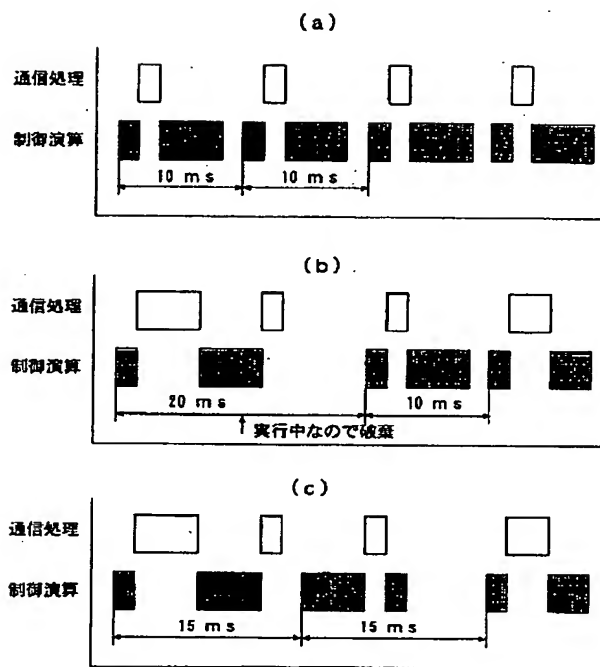 (a)
通信処理
制御演算
10 ms
10 ms
(b)
通信処理
制御演算
20 ms
10 ms
実行中なので破棄
(c)
通信処理
制御演算
15 ms
15 ms